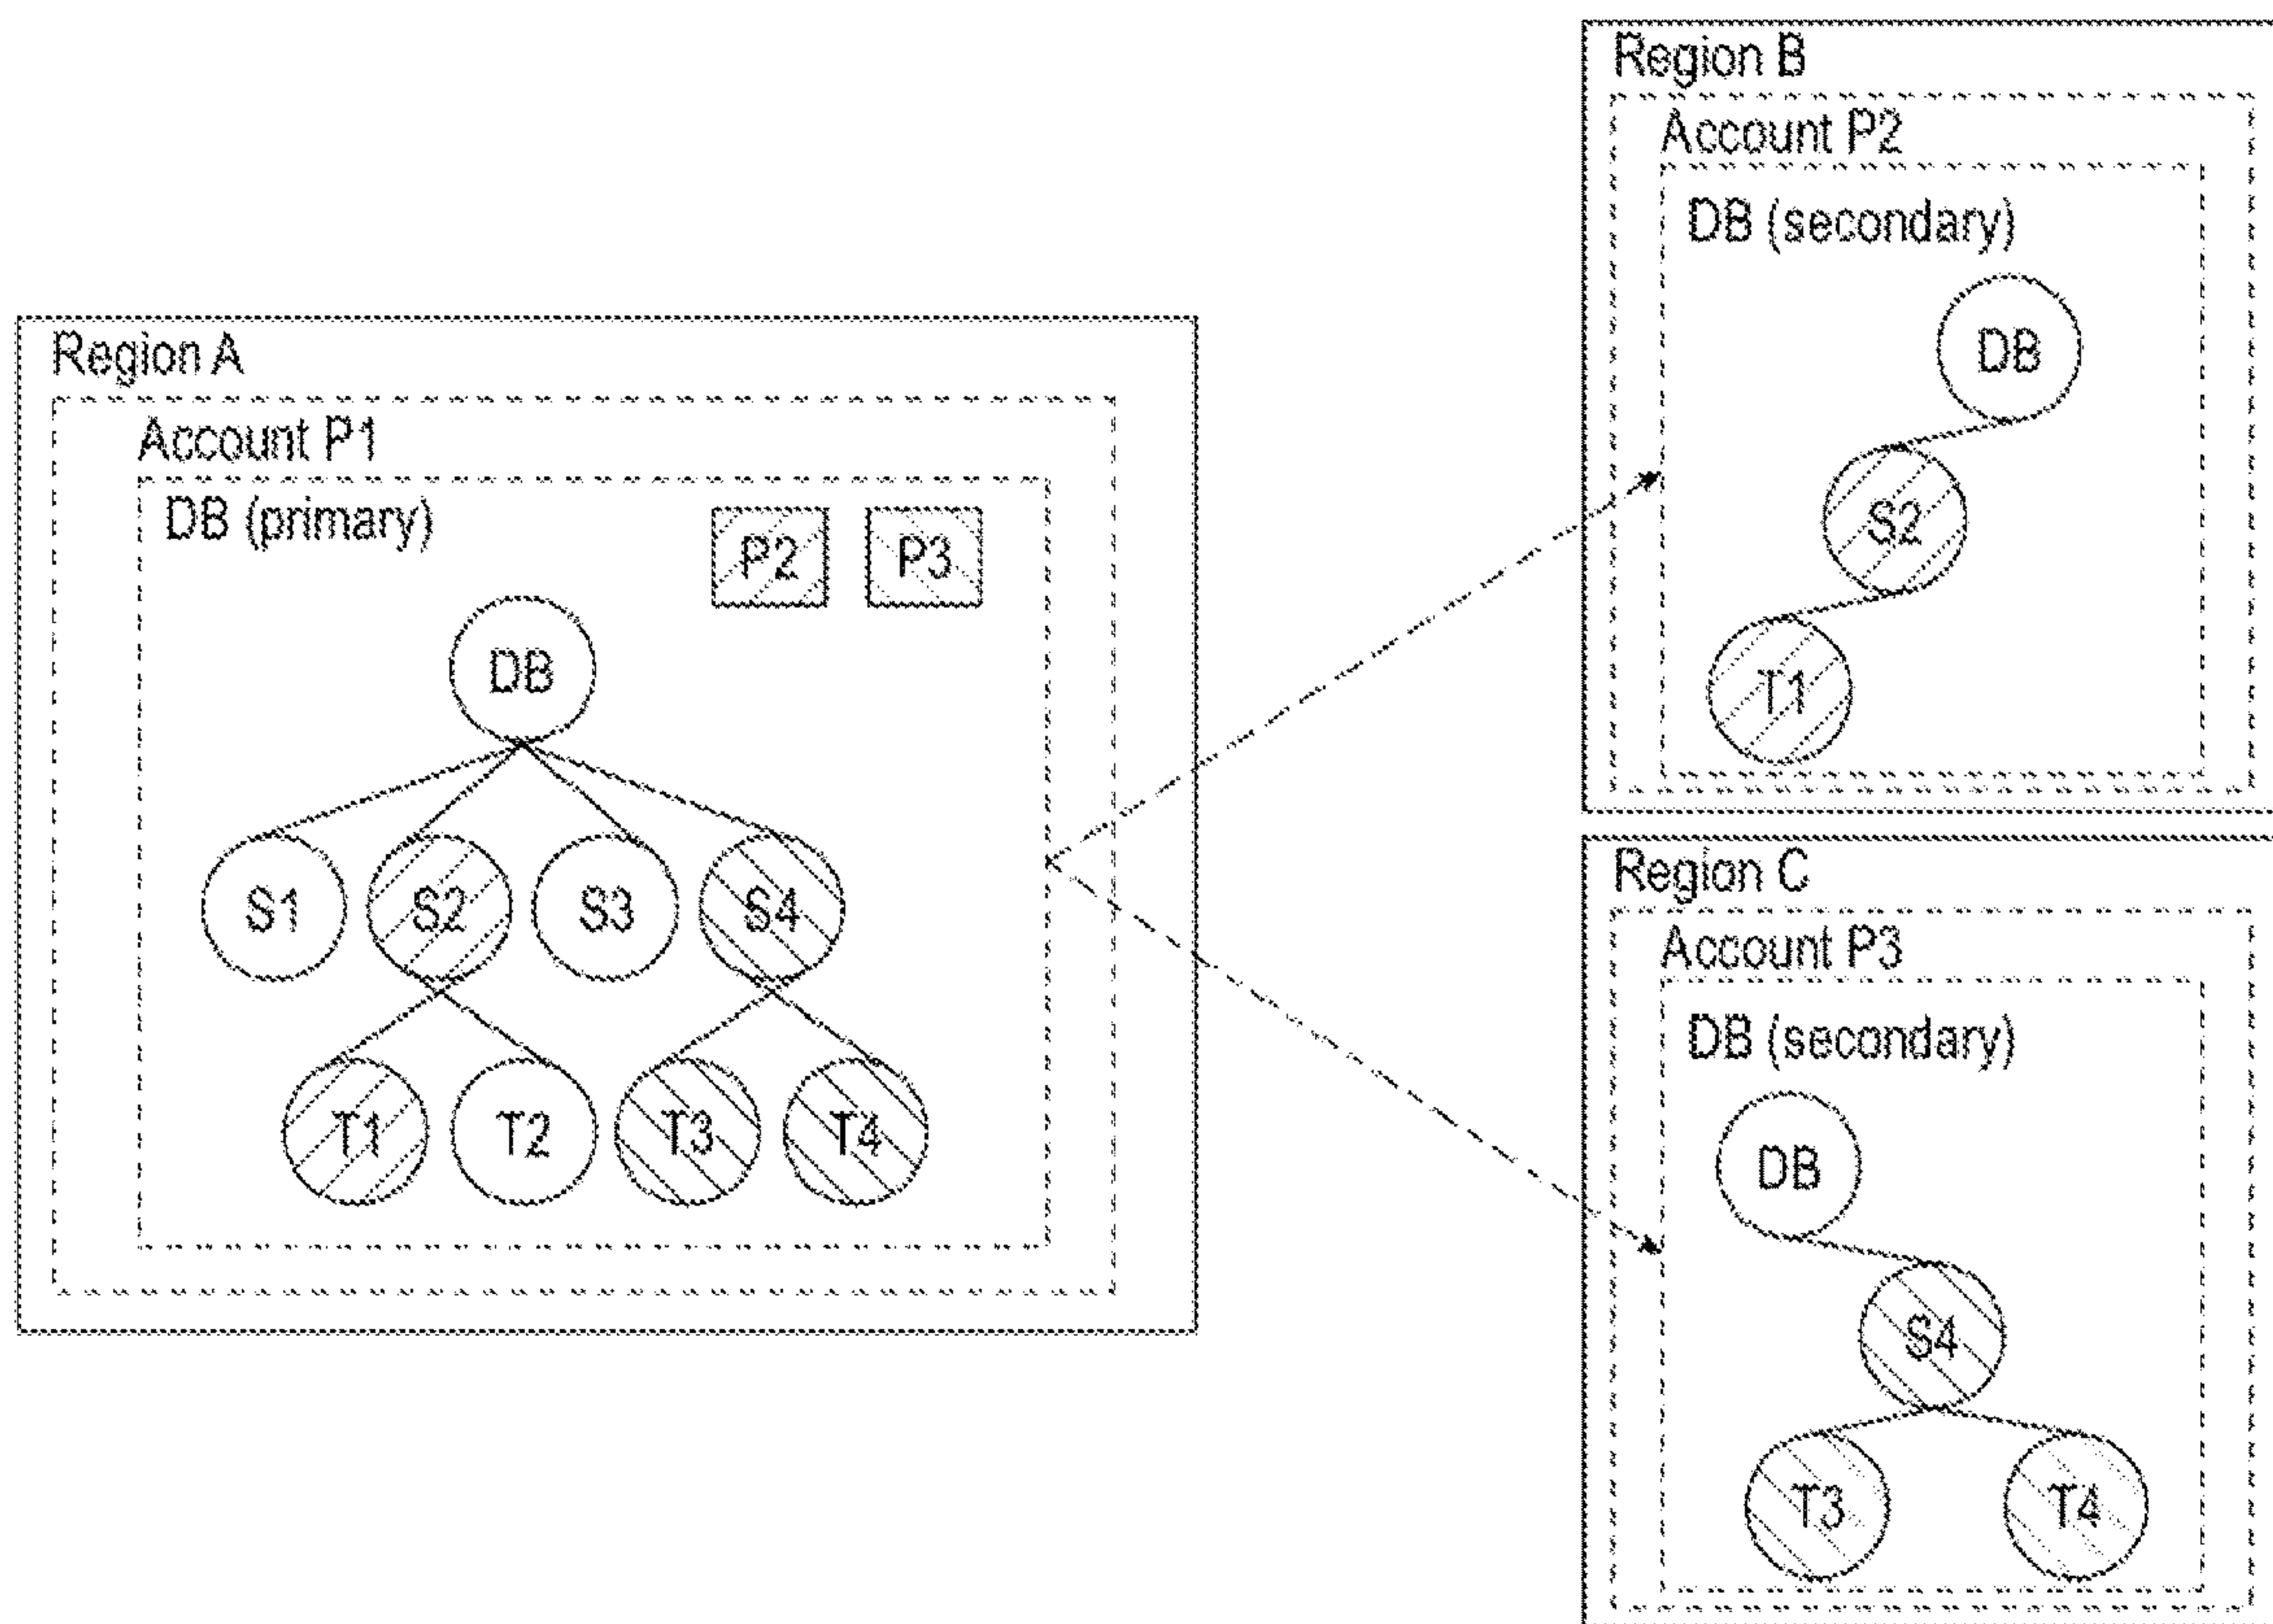 Region A
Account P1
DB (primary)
P2 P3
DB
S1 S2 S3 S4
T1 T2 T3 T4
Region B
Account P2
DB (secondary)
DB
S2
T1
Region C
Account P3
DB (secondary)
DB
S4
T3 T4